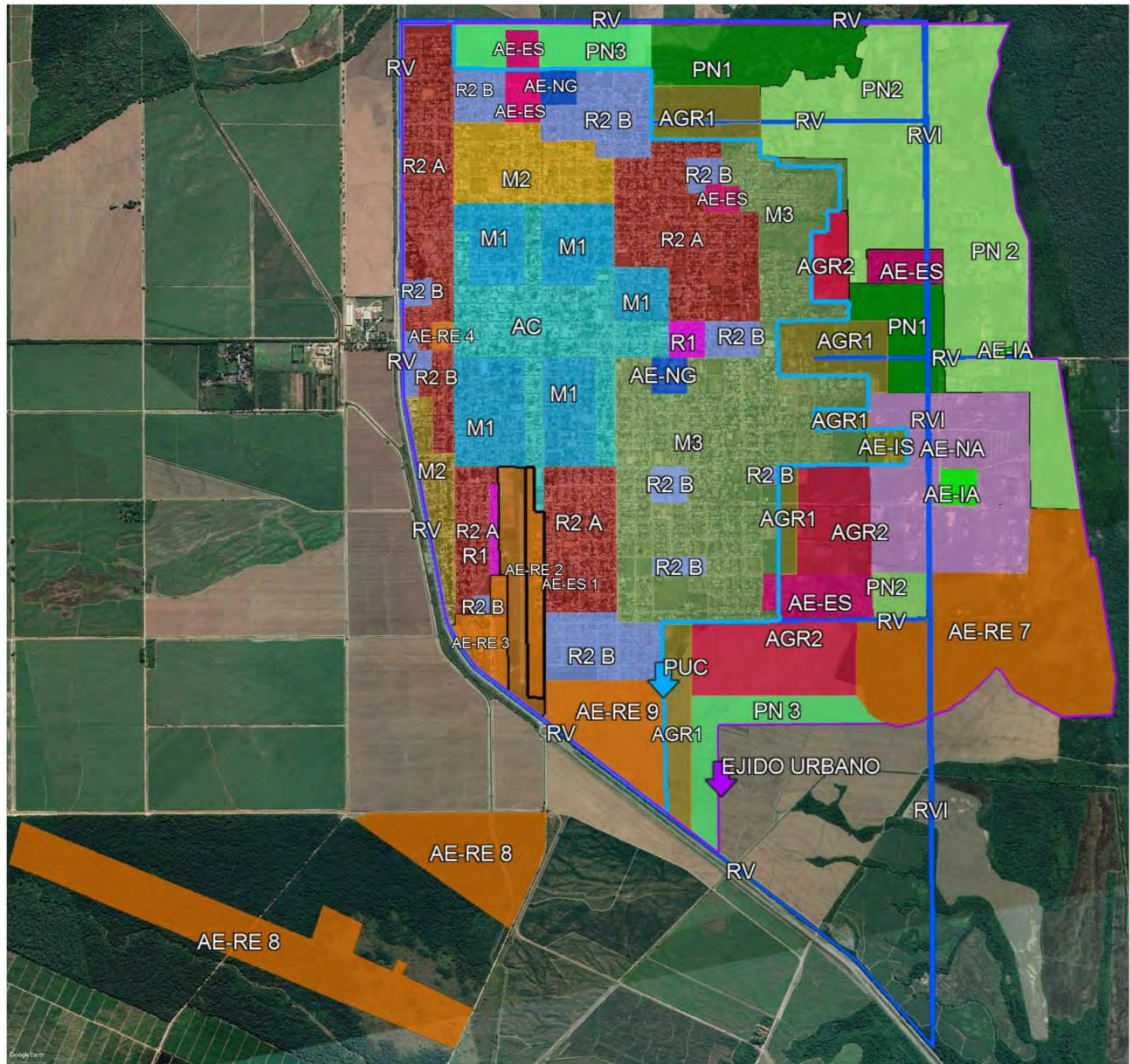 RV
RV
AE-ES
PN3
RV
PN1
R2 B
AE-NG
PN2
AE-ES
R2 B
AGR1
RV
RVI
R2 A
M2
R2 B
AE-ES
M3
M1
M1
R2 A
PN 2
AGR2
AE-ES
R2 B
M1
AC
AE-RE 4
R1
R2 B
AGR1
PN1
RV
R2 B
AE-NG
RV
AE-IA
M1
M1
M3
AGR1
RVI
M2
AE-IS
AE-NA
R2 B
R2 B
AE-IA
RV
R2 A
R1
R2 A
AGR1
AGR2
AE-RE 2
AE-ES 1
R2 B
PN2
R2 B
AE-ES
RV
AE-RE 3
R2 B
AGR2
AE-RE 7
PUC
AE-RE 9
PN 3
RV
AGR1
EJIDO URBANO
RVI
AE-RE 8
RV
AE-RE 8
Google Earth